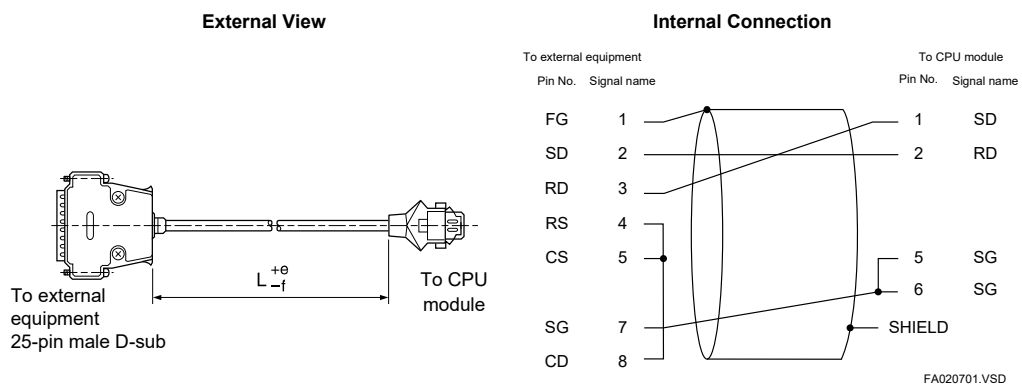 External View
Internal Connection
To external equipment
To CPU module
Pin No. Signal name
Pin No. Signal name
FG 1
1 SD
SD 2
2 RD
RD 3
RS 4
CS 5
5 SG
6 SG
SG 7
SHIELD
CD 8
L +e −f
To external
equipment
25-pin male D-sub
To CPU
module
FA020701.VSD